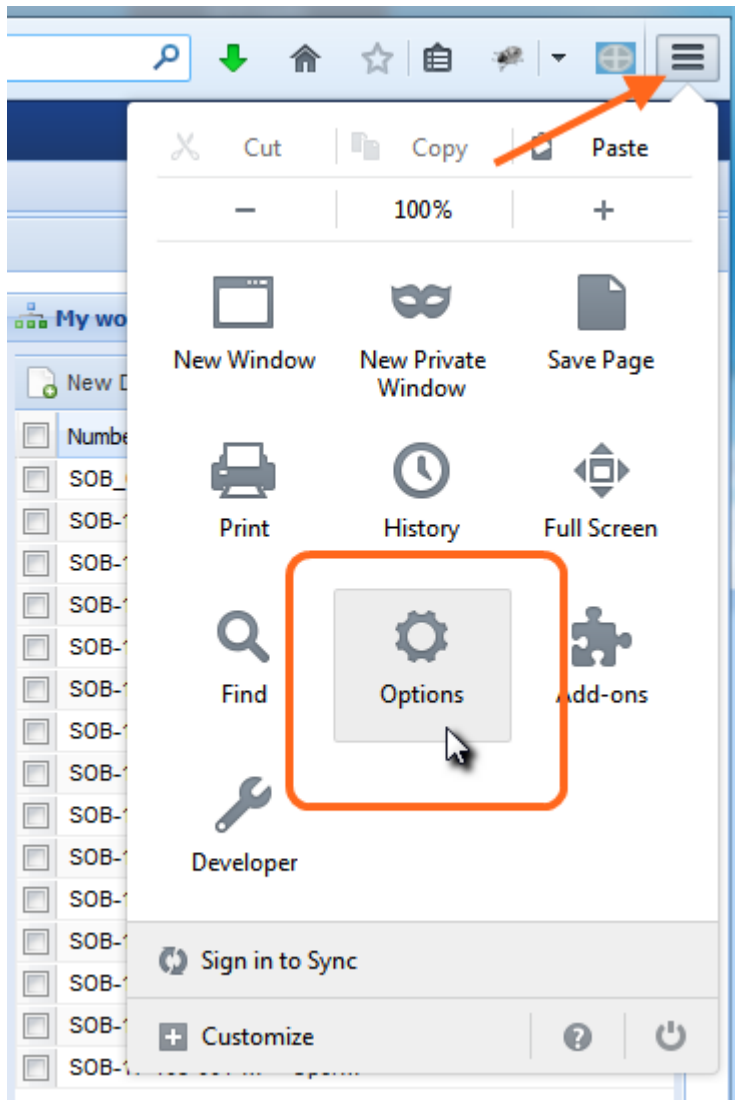 Cut Copy Paste
100%
My wo
New Window New Private Window Save Page
New D
Numbe
SOB_
Print History Full Screen
SOB-1
SOB-1
SOB-1
SOB-1
Find Options Add-ons
SOB-1
SOB-1
SOB-1
SOB-1
SOB-1
Developer
SOB-1
SOB-1
Sign in to Sync
SOB-1
SOB-1
Customize
SOB-1